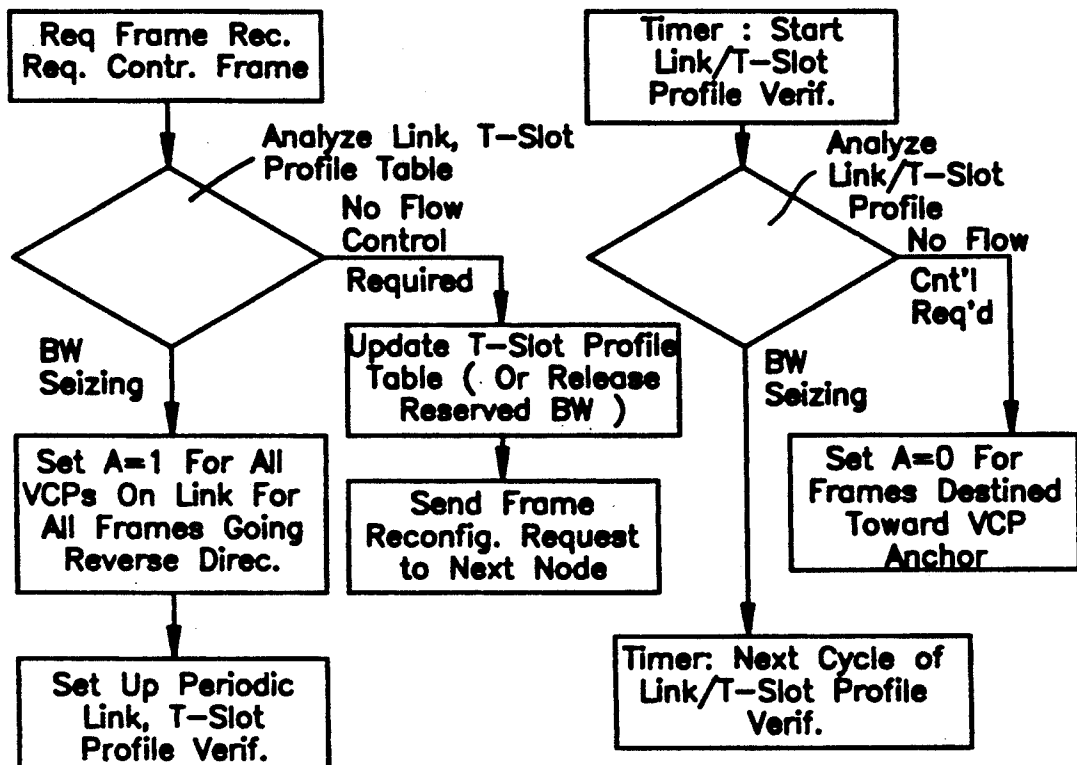 Req Frame Rec.
Req. Contr. Frame
Analyze Link, T-Slot
Profile Table
No Flow
Control
Required
BW
Seizing
Update T-Slot Profile
Table ( Or Release
Reserved BW )
Set A=1 For All
VCPs On Link For
All Frames Going
Reverse Direc.
Send Frame
Reconfig. Request
to Next Node
Set Up Periodic
Link, T-Slot
Profile Verif.
Timer : Start
Link/T-Slot
Profile Verif.
Analyze
Link/T-Slot
Profile
No Flow
Cnt'l
Req'd
BW
Seizing
Set A=0 For
Frames Destined
Toward VCP
Anchor
Timer: Next Cycle of
Link/T-Slot Profile
Verif.